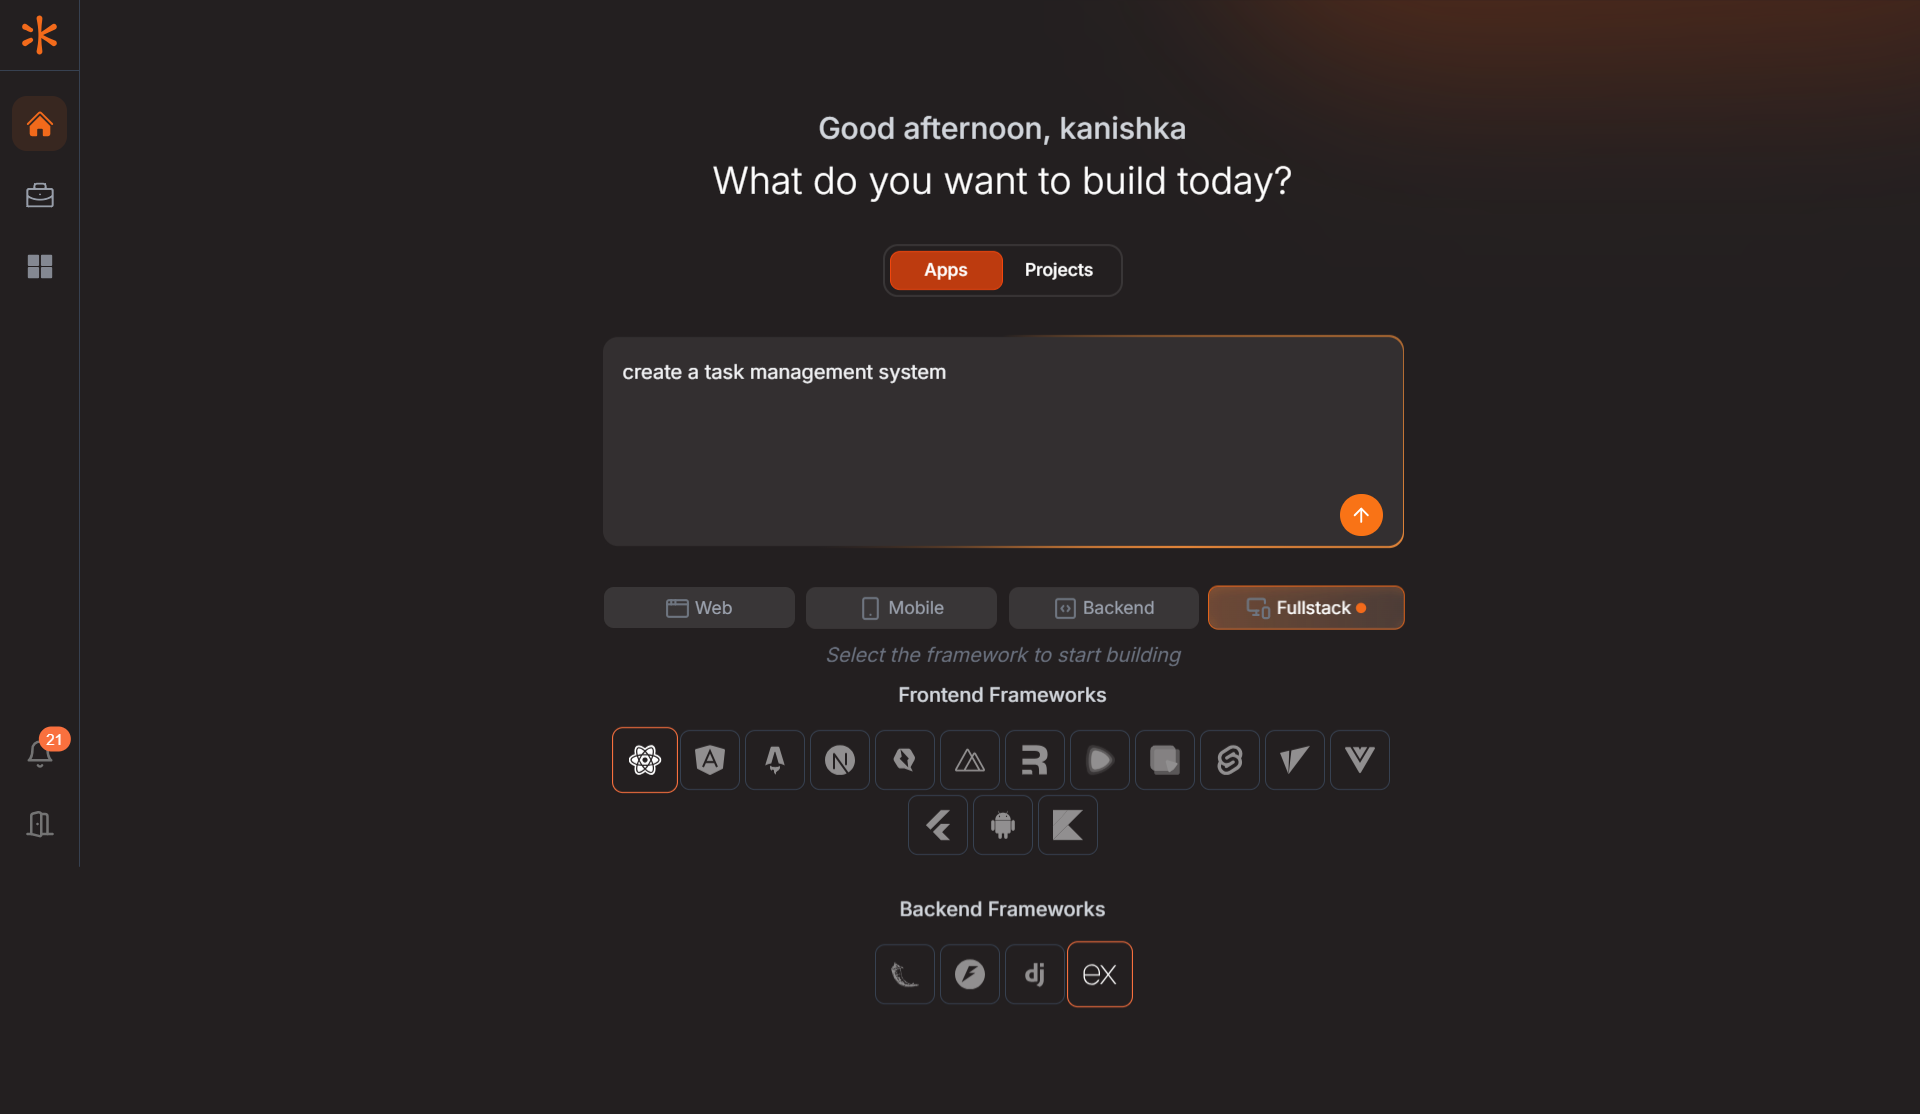 Good afternoon, kanishka
What do you want to build today?
Apps
Projects
create a task management system
Web
Mobile
Backend
Fullstack
Select the framework to start building
Frontend Frameworks
Backend Frameworks
dj
ex
21